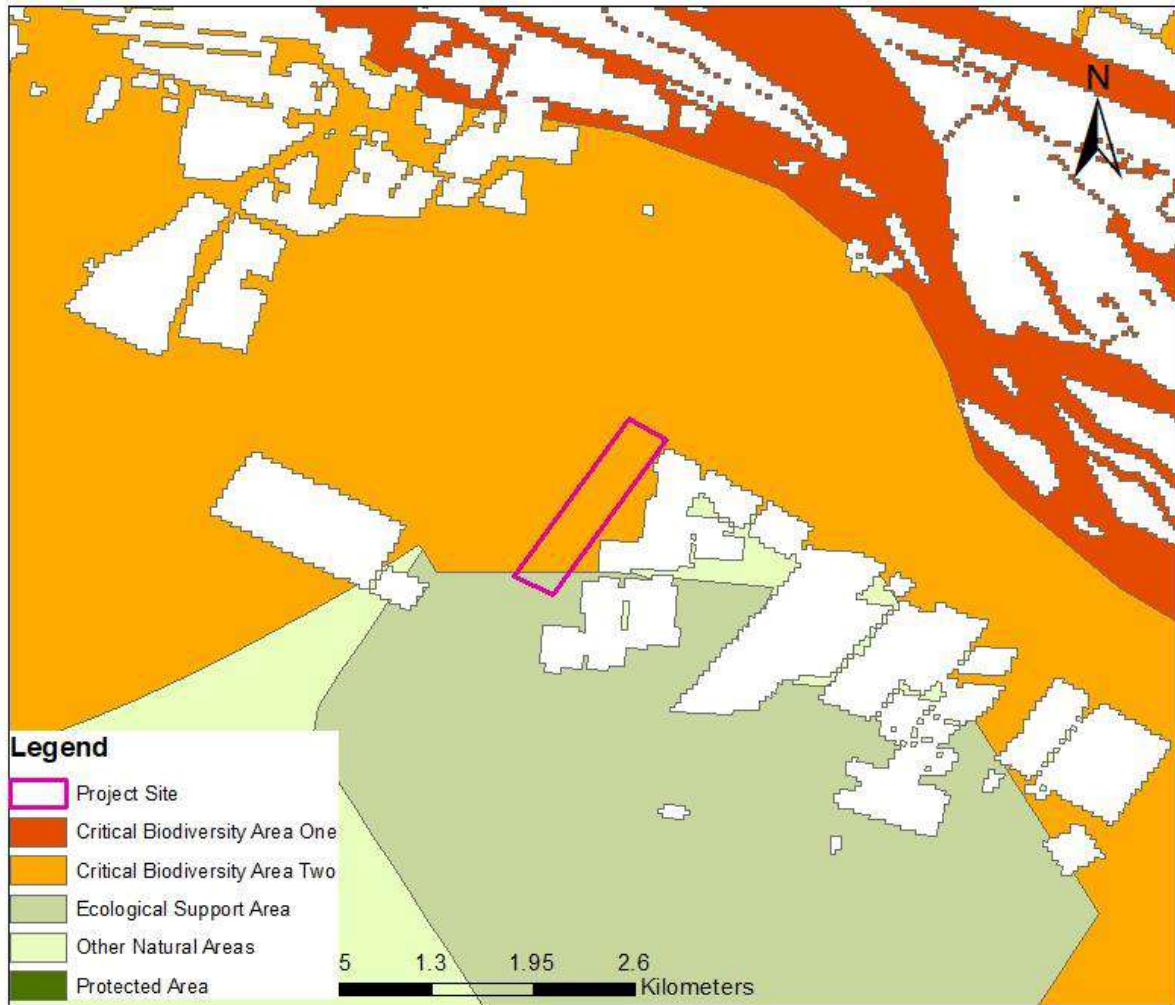 N
Legend
Project Site
Critical Biodiversity Area One
Critical Biodiversity Area Two
Ecological Support Area
Other Natural Areas
Protected Area
5 1.3 1.95 2.6
Kilometers